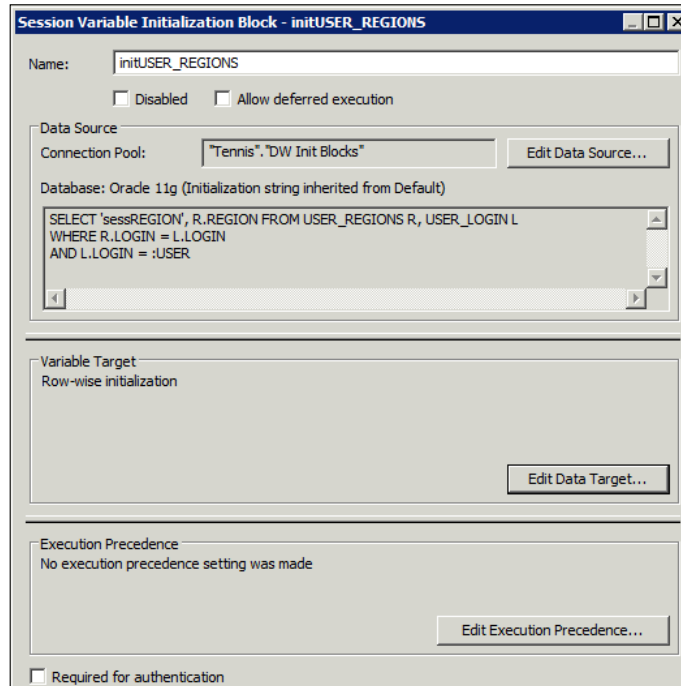 Session Variable Initialization Block - initUSER_REGIONS
Name: initUSER_REGIONS
Disabled Allow deferred execution
Data Source
Connection Pool: "Tennis"."DW Init Blocks" Edit Data Source...
Database: Oracle 11g (Initialization string inherited from Default)
SELECT 'sessREGION', R.REGION FROM USER_REGIONS R, USER_LOGIN L
WHERE R.LOGIN = L.LOGIN
AND L.LOGIN = :USER
Variable Target
Row-wise initialization
Edit Data Target...
Execution Precedence
No execution precedence setting was made
Edit Execution Precedence...
Required for authentication